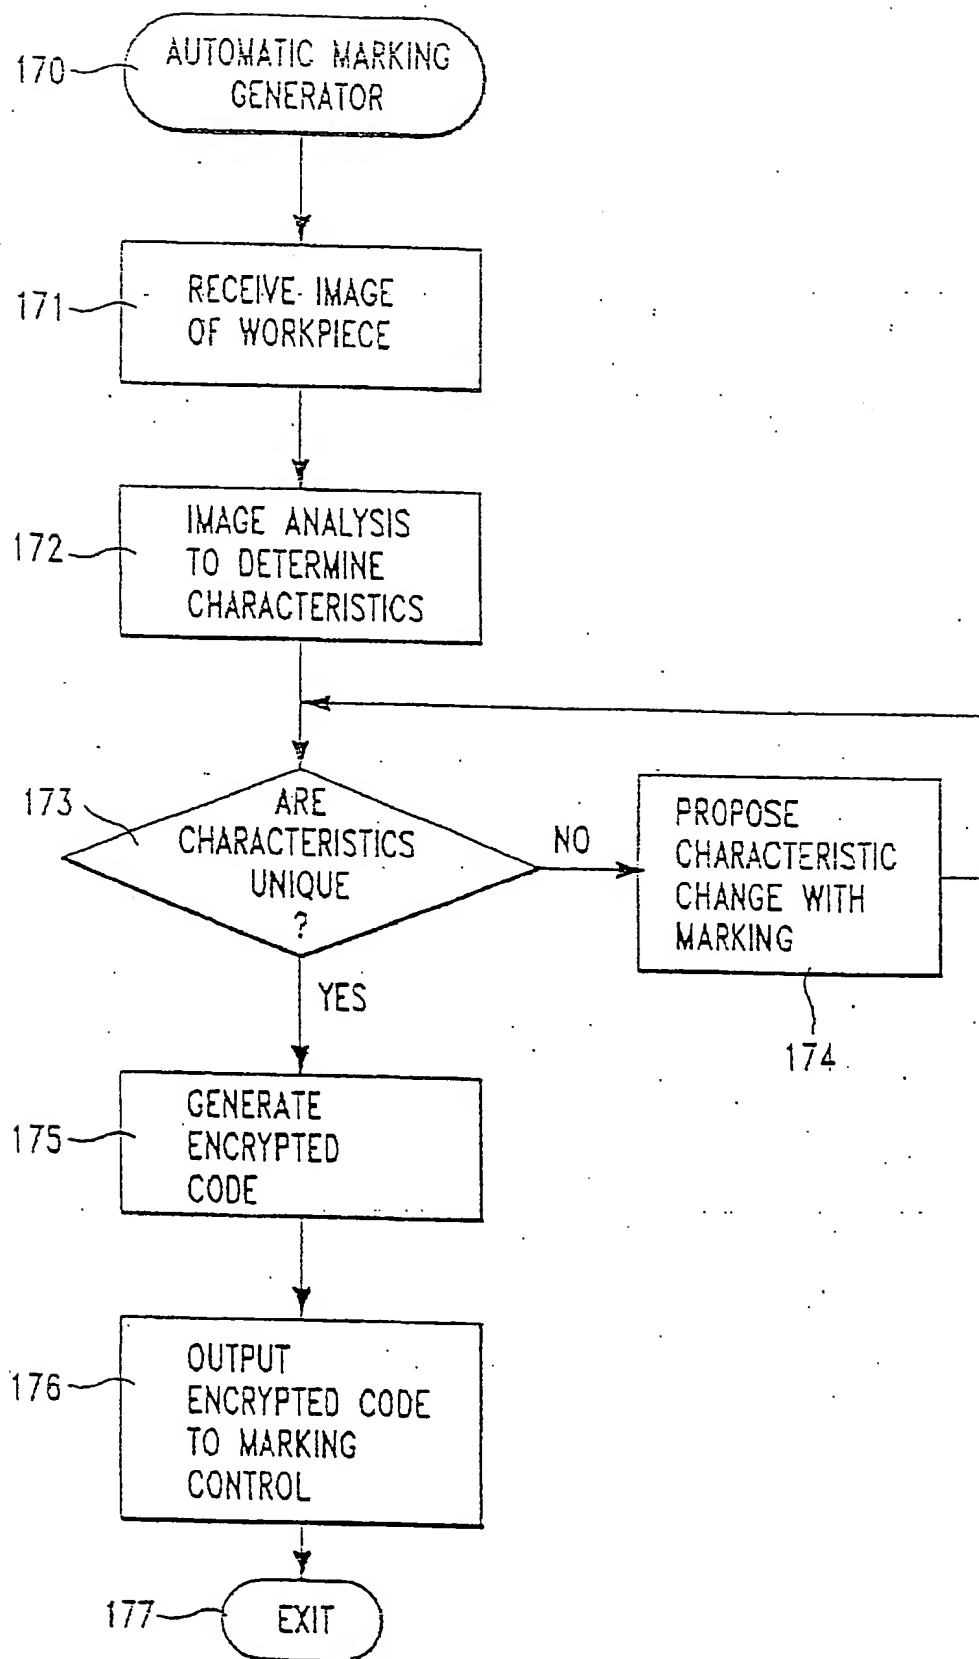 170
AUTOMATIC MARKING
GENERATOR
171
RECEIVE IMAGE
OF WORKPIECE
172
IMAGE ANALYSIS
TO DETERMINE
CHARACTERISTICS
173
ARE
CHARACTERISTICS
UNIQUE
?
NO
PROPOSE
CHARACTERISTIC
CHANGE WITH
MARKING
174
YES
175
GENERATE
ENCRYPTED
CODE
176
OUTPUT
ENCRYPTED CODE
TO MARKING
CONTROL
177
EXIT